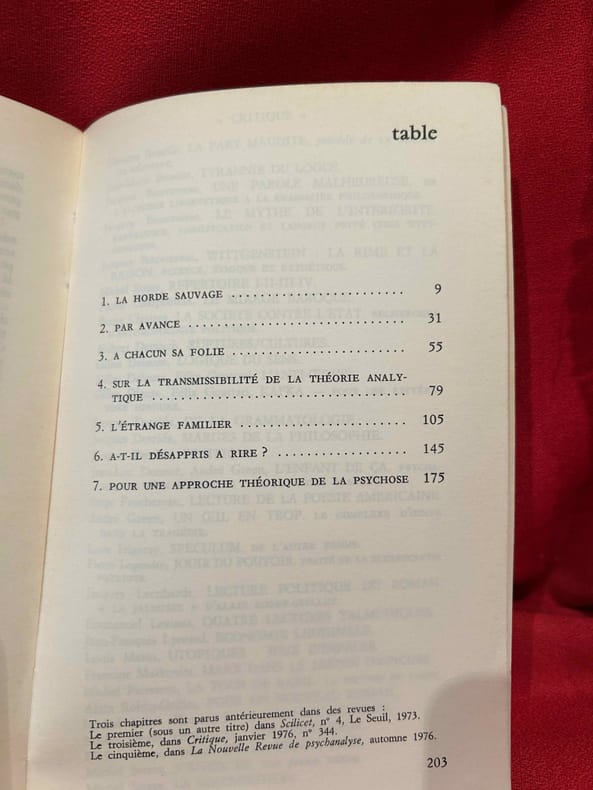 table
1. LA HORDE SAUVAGE ........................ 9
2. PAR AVANCE .............................. 31
3. A CHACUN SA FOLIE ....................... 55
4. SUR LA TRANSMISSIBILITÉ DE LA THÉORIE ANALY-
TIQUE ................................... 79
5. L'ÉTRANGE FAMILIER ...................... 105
6. A-T-IL DÉSAPPRIS A RIRE ? .................. 145
7. POUR UNE APPROCHE THÉORIQUE DE LA PSYCHOSE 175
Trois chapitres sont parus antérieurement dans des revues :
Le premier (sous un autre titre) dans Scilicet, n° 4, Le Seuil, 1973.
Le troisième, dans Critique, janvier 1976, n° 344.
Le cinquième, dans La Nouvelle Revue de psychanalyse, automne 1976.
203